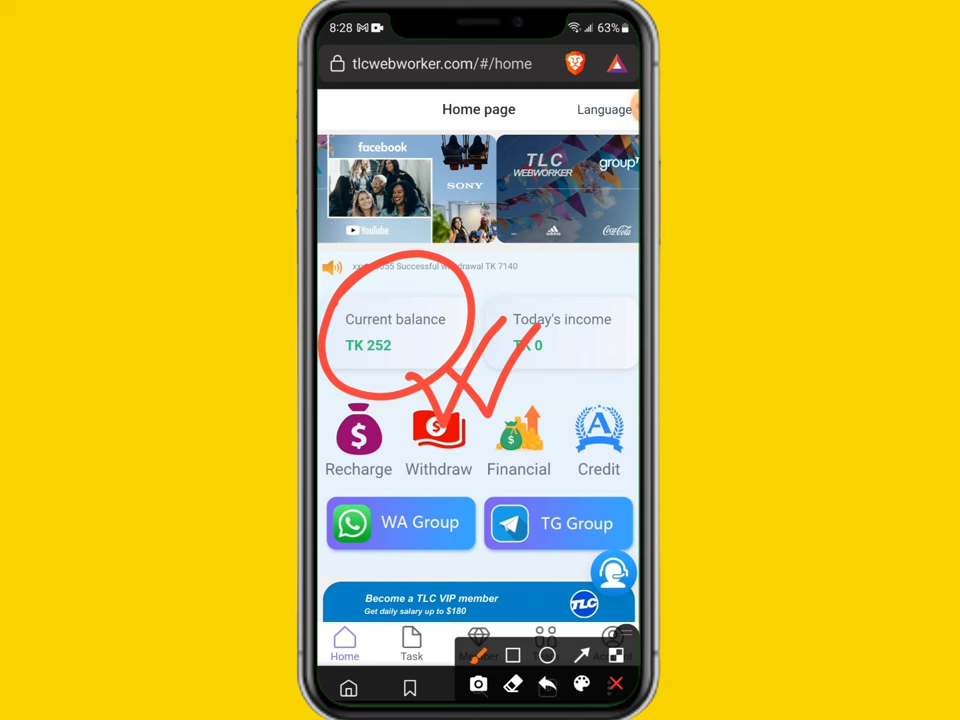 8:28
63%
tlcwebworker.com/#/home
Home page
Language
facebook
SONY
YouTube
TLC
WEBWORKER
group
Coca-Cola
Successful withdrawal TK 7140
Current balance
TK 252
Today's income
TK 0
Recharge
Withdraw
Financial
Credit
WA Group
TG Group
Become a TLC VIP member
Get daily salary up to $180
TLC
Home
Task